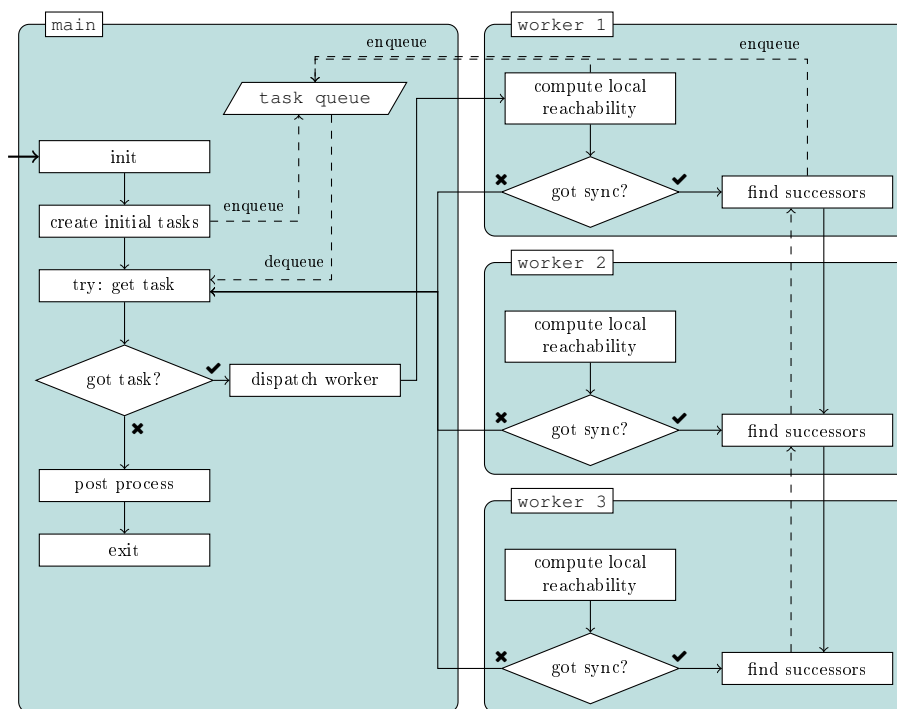 main
enqueue
task queue
init
create initial tasks
enqueue
dequeue
try: get task
got task?
dispatch worker
post process
exit
worker 1
enqueue
compute local
reachability
got sync?
find successors
worker 2
compute local
reachability
got sync?
find successors
worker 3
compute local
reachability
got sync?
find successors